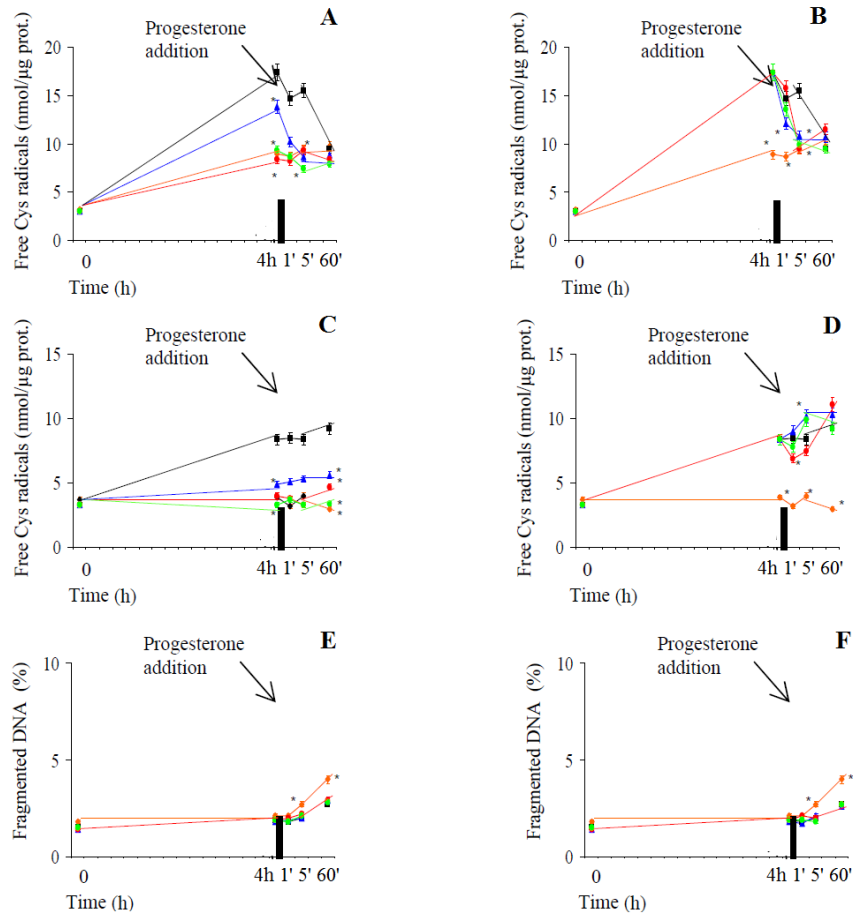 A
Progesterone
addition
Free Cys radicals (nmol/µg prot.)
20
15
10
5
0
*
*
*
*
*
0
4h 1' 5' 60'
Time (h)
B
Progesterone
addition
Free Cys radicals (nmol/µg prot.)
20
15
10
5
0
*
*
*
*
*
0
4h 1' 5' 60'
Time (h)
C
Progesterone
addition
Free Cys radicals (nmol/µg prot.)
15
10
5
0
*
*
*
*
*
*
0
4h 1' 5' 60'
Time (h)
D
Progesterone
addition
Free Cys radicals (nmol/µg prot.)
15
10
5
0
*
*
*
*
*
0
4h 1' 5' 60'
Time (h)
E
Progesterone
addition
Fragmented DNA (%)
10
5
0
*
*
0
4h 1' 5' 60'
Time (h)
F
Progesterone
addition
Fragmented DNA (%)
10
5
0
*
*
0
4h 1' 5' 60'
Time (h)